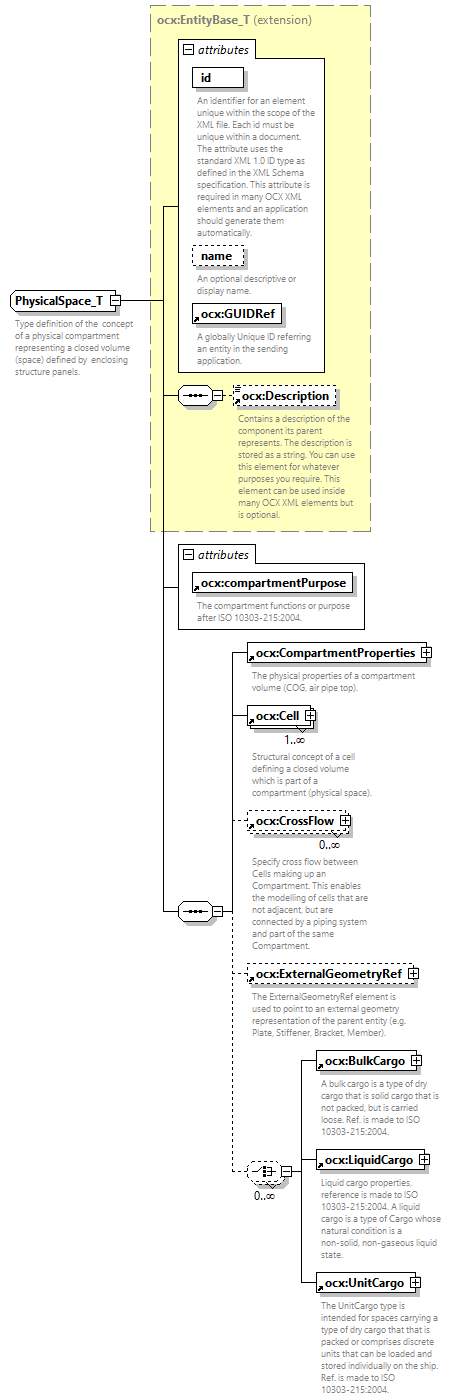 ocx:EntityBase_T (extension)
attributes
id
An identifier for an element
unique within the scope of the
XML file. Each id must be
unique within a document.
The attribute uses the
standard XML 1.0 ID type as
defined in the XML Schema
specification. This attribute is
required in many OCX XML
elements and an application
should generate them
automatically.
name
An optional descriptive or
display name.
ocx:GUIDRef
A globally Unique ID referring
an entity in the sending
application.
PhysicalSpace_T
Type definition of the concept
of a physical compartment
representing a closed volume
(space) defined by enclosing
structure panels.
ocx:Description
Contains a description of the
component its parent
represents. The description is
stored as a string. You can use
this element for whatever
purposes you require. This
element can be used inside
many OCX XML elements but
is optional.
attributes
ocx:compartmentPurpose
The compartment functions or purpose
after ISO 10303-215:2004.
ocx:CompartmentProperties
The physical properties of a compartment
volume (COG, air pipe top).
ocx:Cell
1..∞
Structural concept of a cell
defining a closed volume
which is part of a
compartment (physical space).
ocx:CrossFlow
0..∞
Specify cross flow between
Cells making up an
Compartment. This enables
the modelling of cells that are
not adjacent, but are
connected by a piping system
and part of the same
Compartment.
ocx:ExternalGeometryRef
The ExternalGeometryRef element is
used to point to an external geometry
representation of the parent entity (e.g.
Plate, Stiffener, Bracket, Member).
ocx:BulkCargo
A bulk cargo is a type of dry
cargo that is solid cargo that is
not packed, but is carried
loose. Ref. is made to ISO
10303-215:2004.
0..∞
ocx:LiquidCargo
Liquid cargo properties,
reference is made to ISO
10303-215:2004. A liquid
cargo is a type of Cargo whose
natural condition is a
non-solid, non-gaseous liquid
state.
ocx:UnitCargo
The UnitCargo type is
intended for spaces carrying a
type of dry cargo that that is
packed or comprises discrete
units that can be loaded and
stored individually on the ship.
Ref. is made to ISO
10303-215:2004.